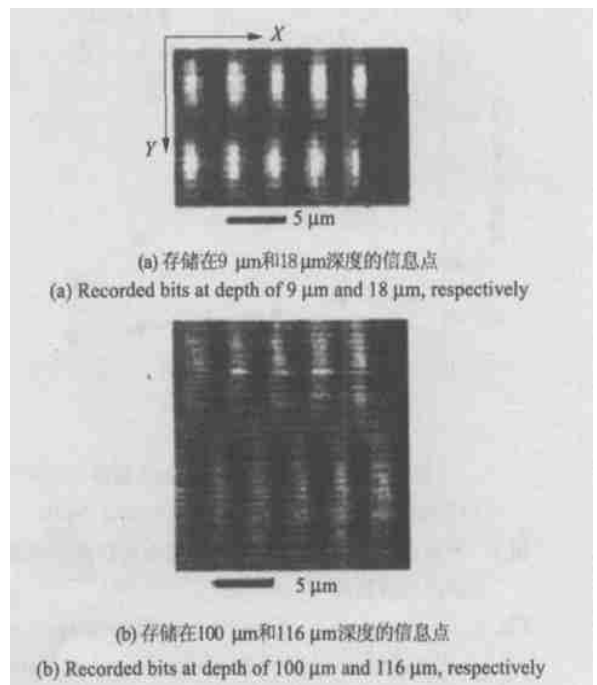 X
Y
5 μm
(a) 存储在9 μm和18 μm深度的信息点
(a) Recorded bits at depth of 9 μm and 18 μm, respectively
5 μm
(b) 存储在100 μm和116 μm深度的信息点
(b) Recorded bits at depth of 100 μm and 116 μm, respectively